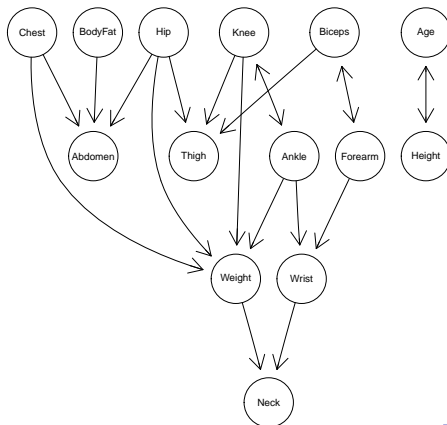 Chest BodyFat Hip Knee Biceps Age
Abdomen Thigh Ankle Forearm Height
Weight Wrist
Neck